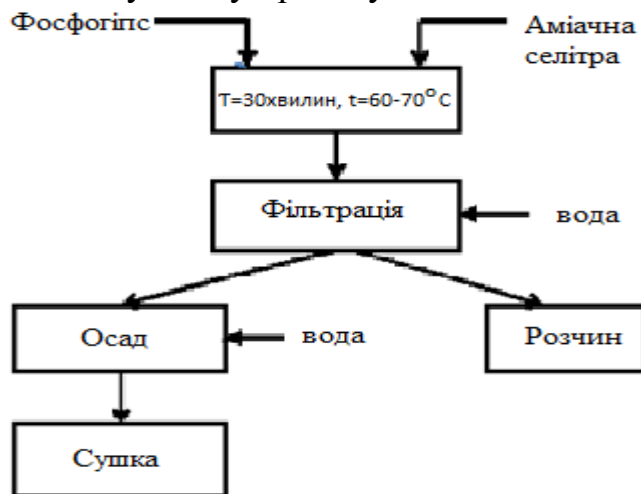 Фосфогіпс
Аміачна
селітра
T=30хвилин, t=60-70°C
Фільтрація
вода
Осад
вода
Розчин
Сушка